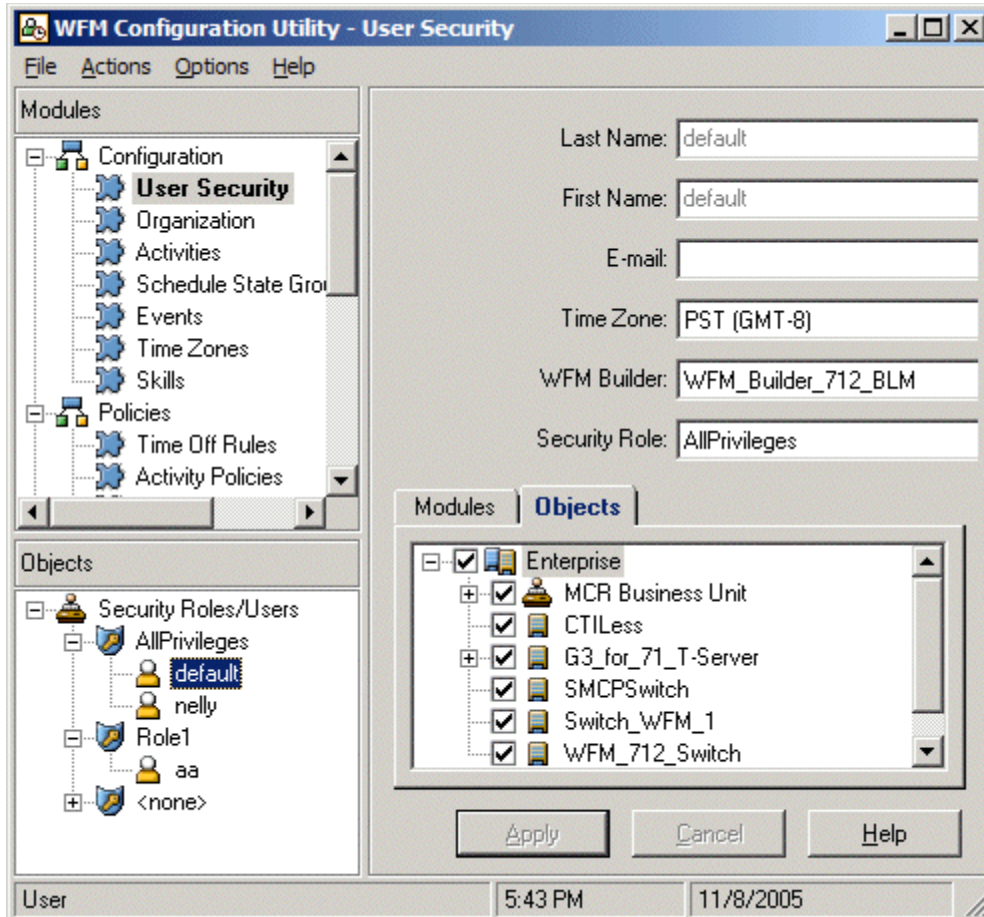 WFM Configuration Utility - User Security
File Actions Options Help
Modules
Configuration
User Security
Organization
Activities
Schedule State Grou
Events
Time Zones
Skills
Policies
Time Off Rules
Activity Policies
Objects
Security Roles/Users
AllPrivileges
default
nelly
Role1
aa
<none>
Last Name: default
First Name: default
E-mail:
Time Zone: PST (GMT-8)
WFM Builder: WFM_Builder_712_BLM
Security Role: AllPrivileges
Modules Objects
Enterprise
MCR Business Unit
CTILess
G3_for_71_T-Server
SMCPSwitch
Switch_WFM_1
WFM_712_Switch
Apply Cancel Help
User 5:43 PM 11/8/2005